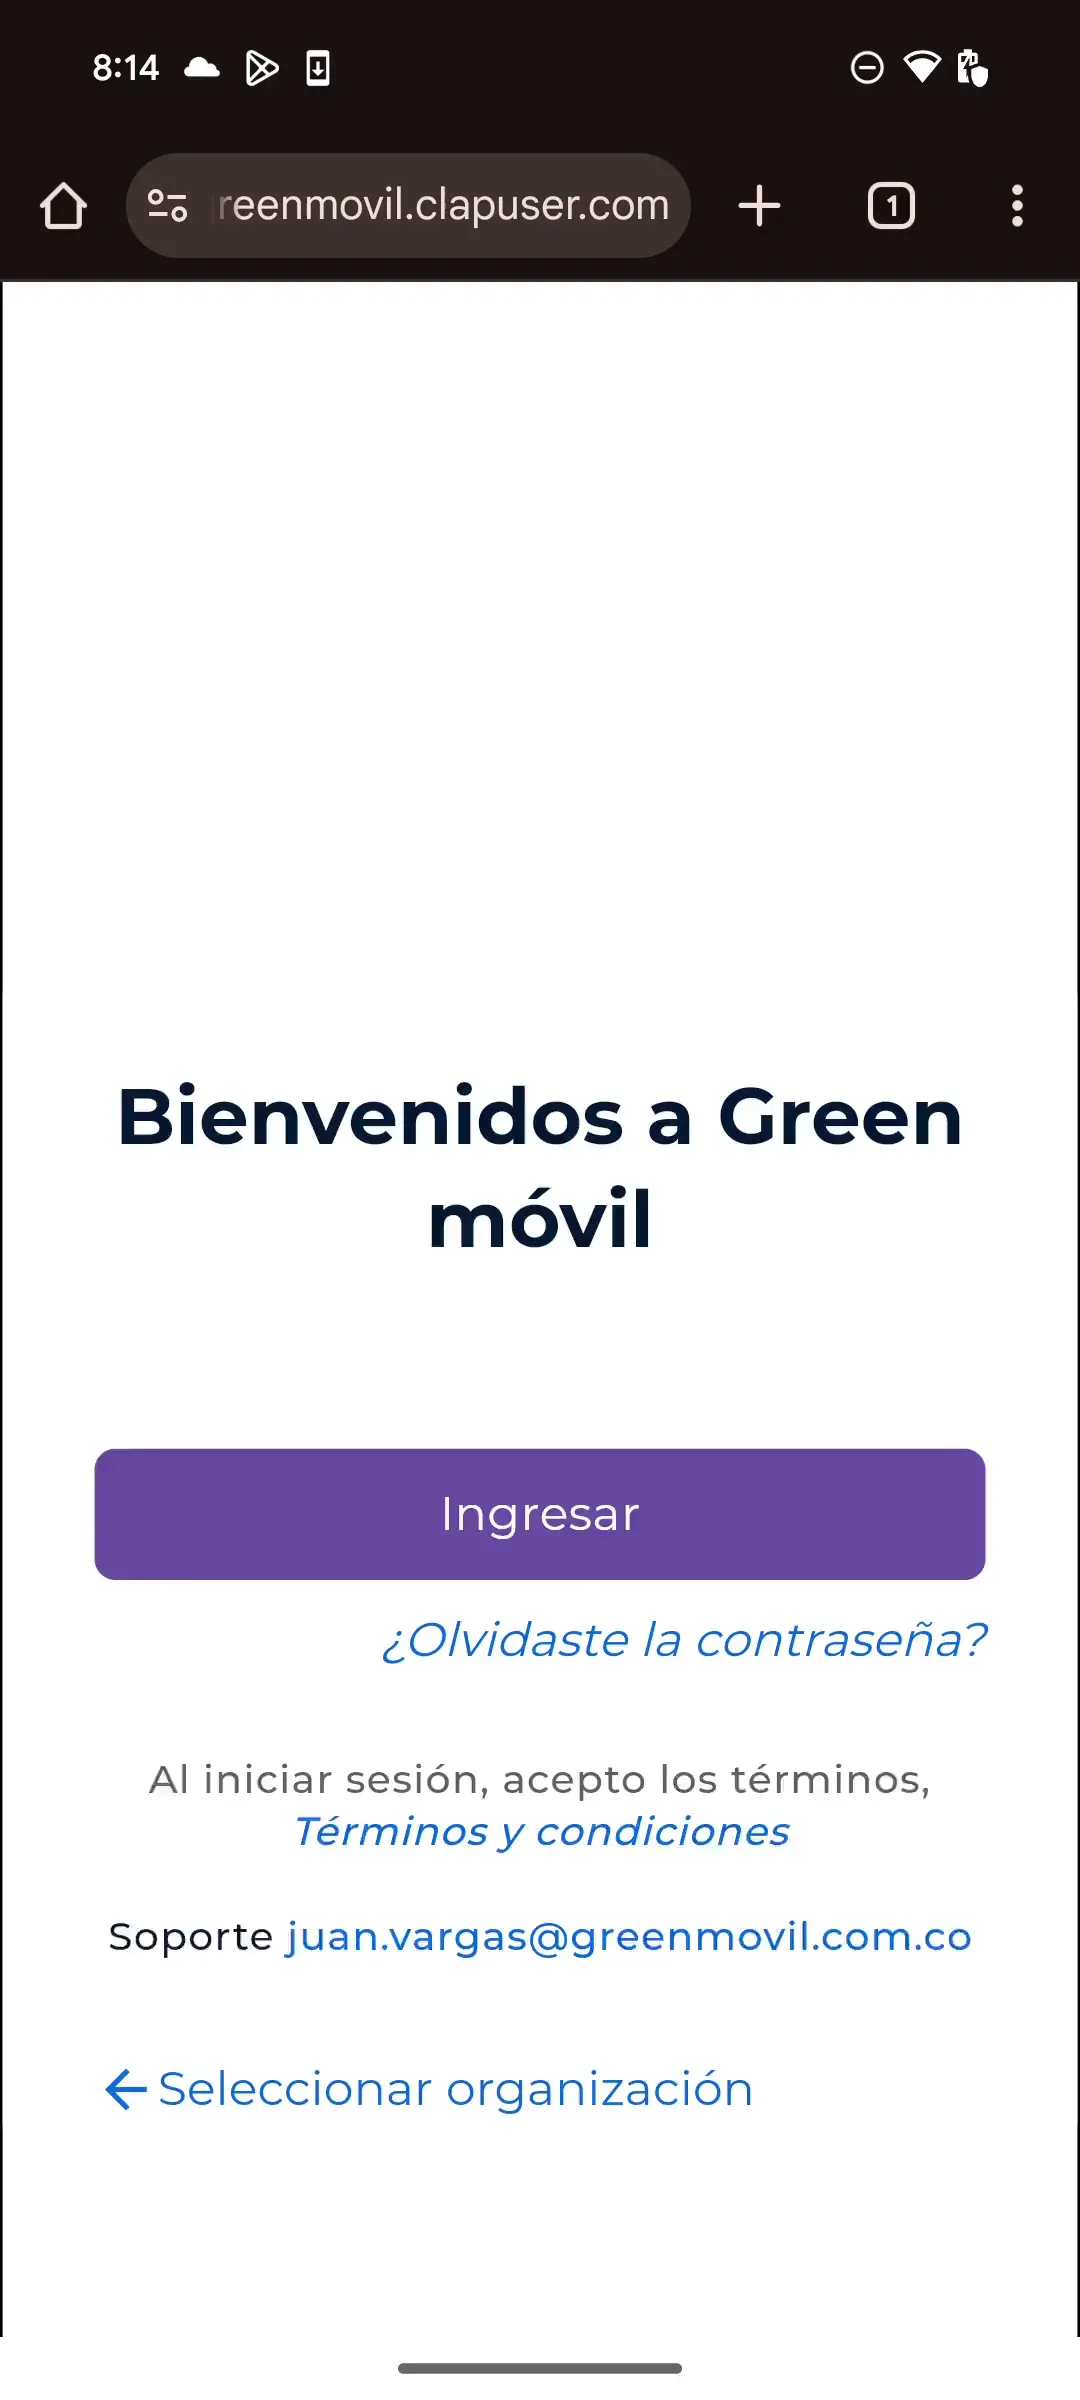 8:14
reenmovil.clapuser.com
1
Bienvenidos a Green
móvil
Ingresar
¿Olvidaste la contraseña?
Al iniciar sesión, acepto los términos,
Términos y condiciones
Soporte juan.vargas@greenmovil.com.co
Seleccionar organización